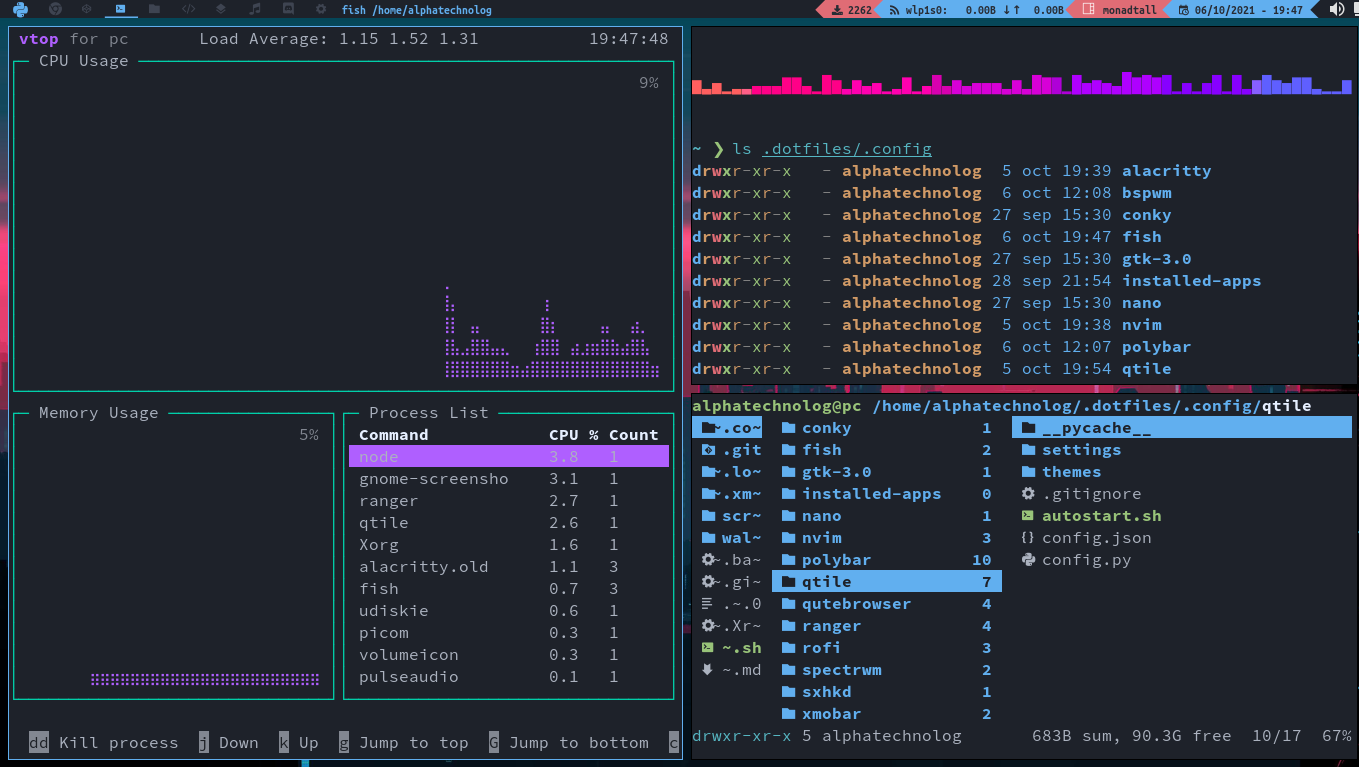 fish /home/alphatechnolog
2262 wlp1s0: 0.00B ↓↑ 0.00B monadtall 06/10/2021 - 19:47
vtop for pc Load Average: 1.15 1.52 1.31 19:47:48
CPU Usage
9%
Memory Usage
5%
Process List
Command CPU % Count
node 3.8 1
gnome-screensho 3.1 1
ranger 2.7 1
qtile 2.6 1
Xorg 1.6 1
alacritty.old 1.1 3
fish 0.7 3
udiskie 0.6 1
picom 0.3 1
volumeicon 0.3 1
pulseaudio 0.1 1
dd Kill process j Down k Up g Jump to top G Jump to bottom c
~ ❯ ls .dotfiles/.config
drwxr-xr-x - alphatechnolog 5 oct 19:39 alacritty
drwxr-xr-x - alphatechnolog 6 oct 12:08 bspwm
drwxr-xr-x - alphatechnolog 27 sep 15:30 conky
drwxr-xr-x - alphatechnolog 6 oct 19:47 fish
drwxr-xr-x - alphatechnolog 27 sep 15:30 gtk-3.0
drwxr-xr-x - alphatechnolog 28 sep 21:54 installed-apps
drwxr-xr-x - alphatechnolog 27 sep 15:30 nano
drwxr-xr-x - alphatechnolog 5 oct 19:38 nvim
drwxr-xr-x - alphatechnolog 6 oct 12:07 polybar
drwxr-xr-x - alphatechnolog 5 oct 19:54 qtile
alphatechnolog@pc /home/alphatechnolog/.dotfiles/.config/qtile
~.co~ conky 1 __pycache__
.git fish 2 settings
~.lo~ gtk-3.0 1 themes
~.xm~ installed-apps 0 .gitignore
scr~ nano 1 autostart.sh
wal~ nvim 3 config.json
~.ba~ polybar 10 config.py
~.gi~ qtile 7
.~.0 qutebrowser 4
~.Xr~ ranger 4
~.sh rofi 3
~.md spectrwm 2
sxhkd 1
xmobar 2
drwxr-xr-x 5 alphatechnolog 683B sum, 90.3G free 10/17 67%